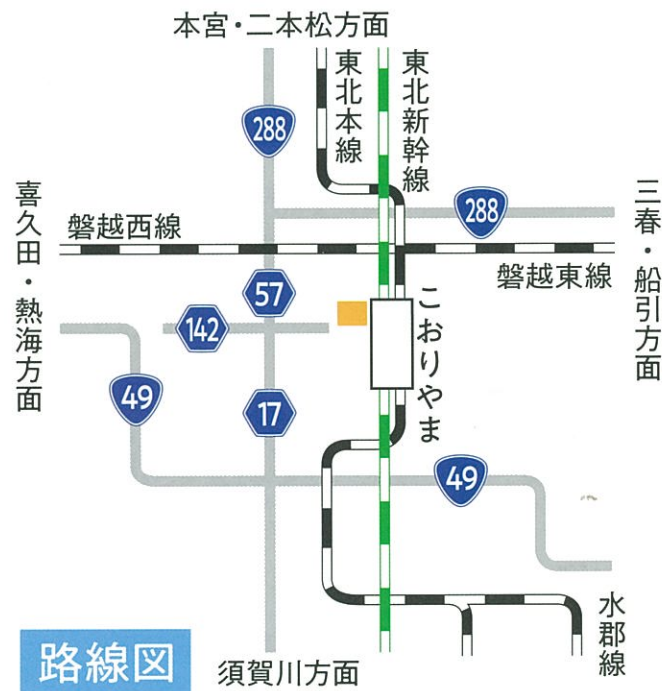 本宮・二本松方面
東北本線
東北新幹線
288
288
喜久田・熱海方面
磐越西線
三春・船引方面
磐越東線
57
142
こおりやま
49
17
49
水郡線
路線図
須賀川方面